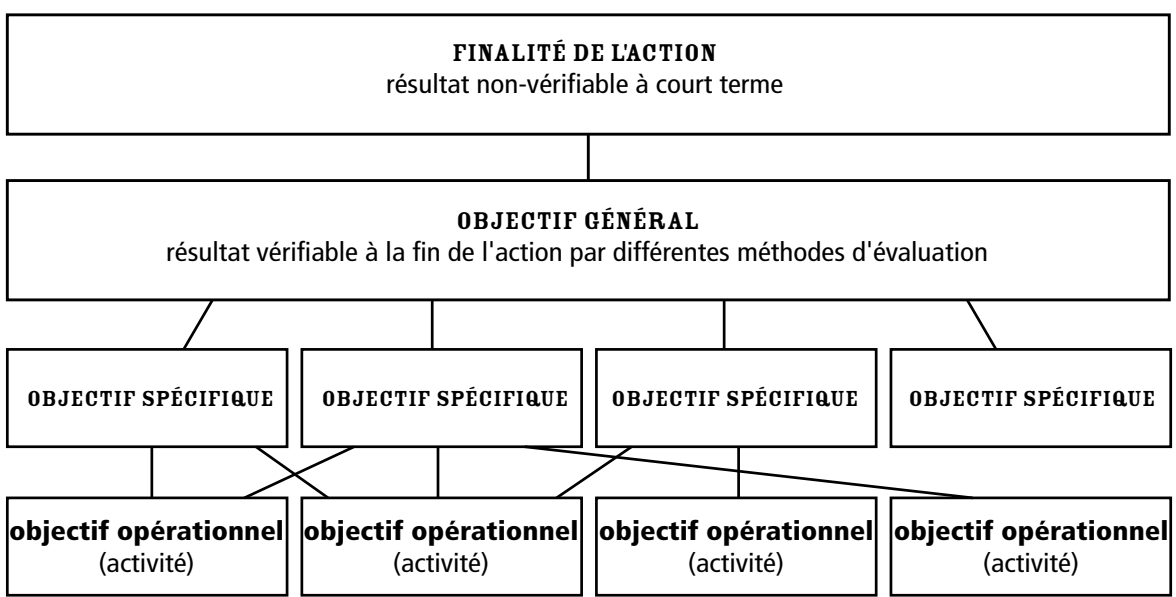 FINALITÉ DE L'ACTION
résultat non-vérifiable à court terme
OBJECTIF GÉNÉRAL
résultat vérifiable à la fin de l'action par différentes méthodes d'évaluation
OBJECTIF SPÉCIFIQUE
OBJECTIF SPÉCIFIQUE
OBJECTIF SPÉCIFIQUE
OBJECTIF SPÉCIFIQUE
objectif opérationnel
(activité)
objectif opérationnel
(activité)
objectif opérationnel
(activité)
objectif opérationnel
(activité)